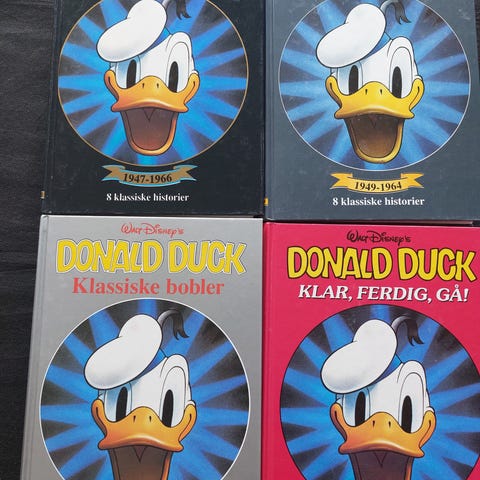 1947-1966
8 klassiske historier
1949-1964
8 klassiske historier
Walt Disney's
DONALD DUCK
Klassiske bobler
Walt Disney's
DONALD DUCK
KLAR, FERDIG, GÅ!